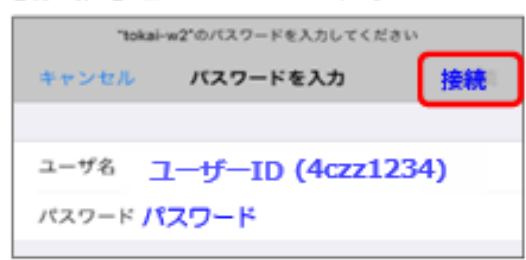 "tokai-w2"のパスワードを入力してください
キャンセル パスワードを入力 接続
ユーザ名 ユーザーID (4czz1234)
パスワード パスワード